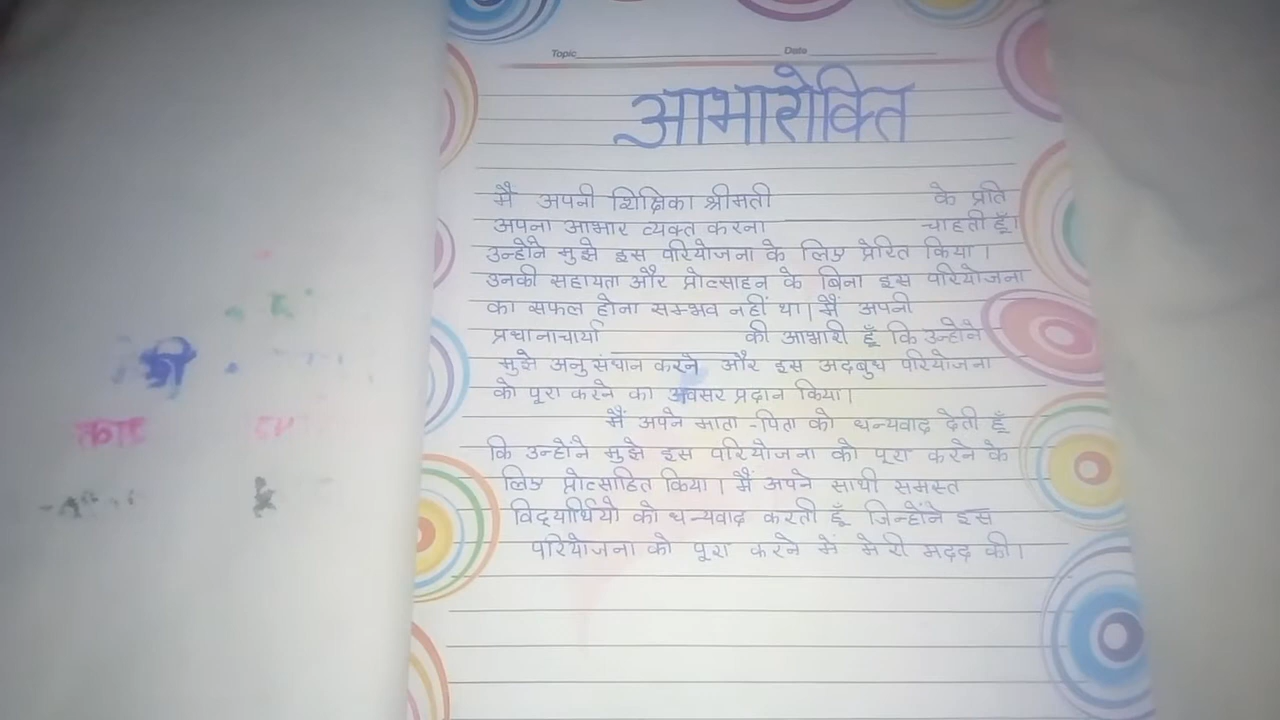 Topic Date
आभारोक्ति
मैं अपनी शिक्षिका श्रीमती के प्रति
अपना आभार व्यक्त करना चाहती हूँ।
उन्होने मुझे इस परियोजना के लिए प्रेरित किया।
उनकी सहायता और प्रोत्साहन के बिना इस परियोजना
का सफल होना सम्भव नहीं था। मैं अपनी
प्रधानाचार्या की आभारी हूँ कि उन्होने
मुझे अनुसंधान करने और इस अदबुध परियोजना
को पूरा करने का अवसर प्रदान किया।
मैं अपने माता-पिता को धन्यवाद देती हूँ
कि उन्होने मुझे इस परियोजना को पूरा करने के
लिए प्रोत्साहित किया। मैं अपने साथी समस्त
विद्यार्थियो को धन्यवाद करती हूँ जिन्होंने इस
परियोजना को पूरा करने में मेरी मदद की।